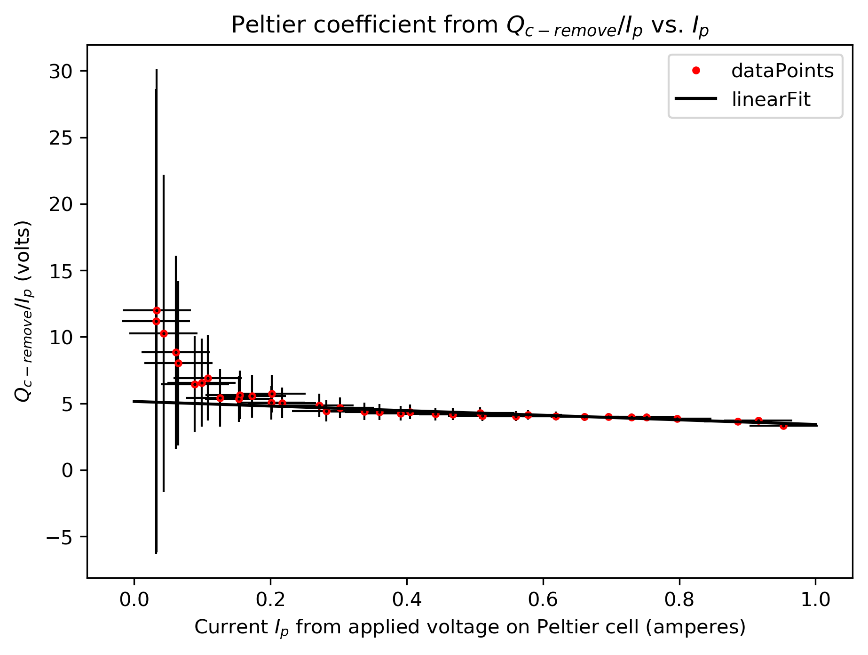 Peltier coefficient from Q_{c-remove}/I_p vs. I_p
dataPoints
linearFit
30
25
20
15
10
5
0
−5
Q_{c-remove}/I_p (volts)
0.0 0.2 0.4 0.6 0.8 1.0
Current I_p from applied voltage on Peltier cell (amperes)